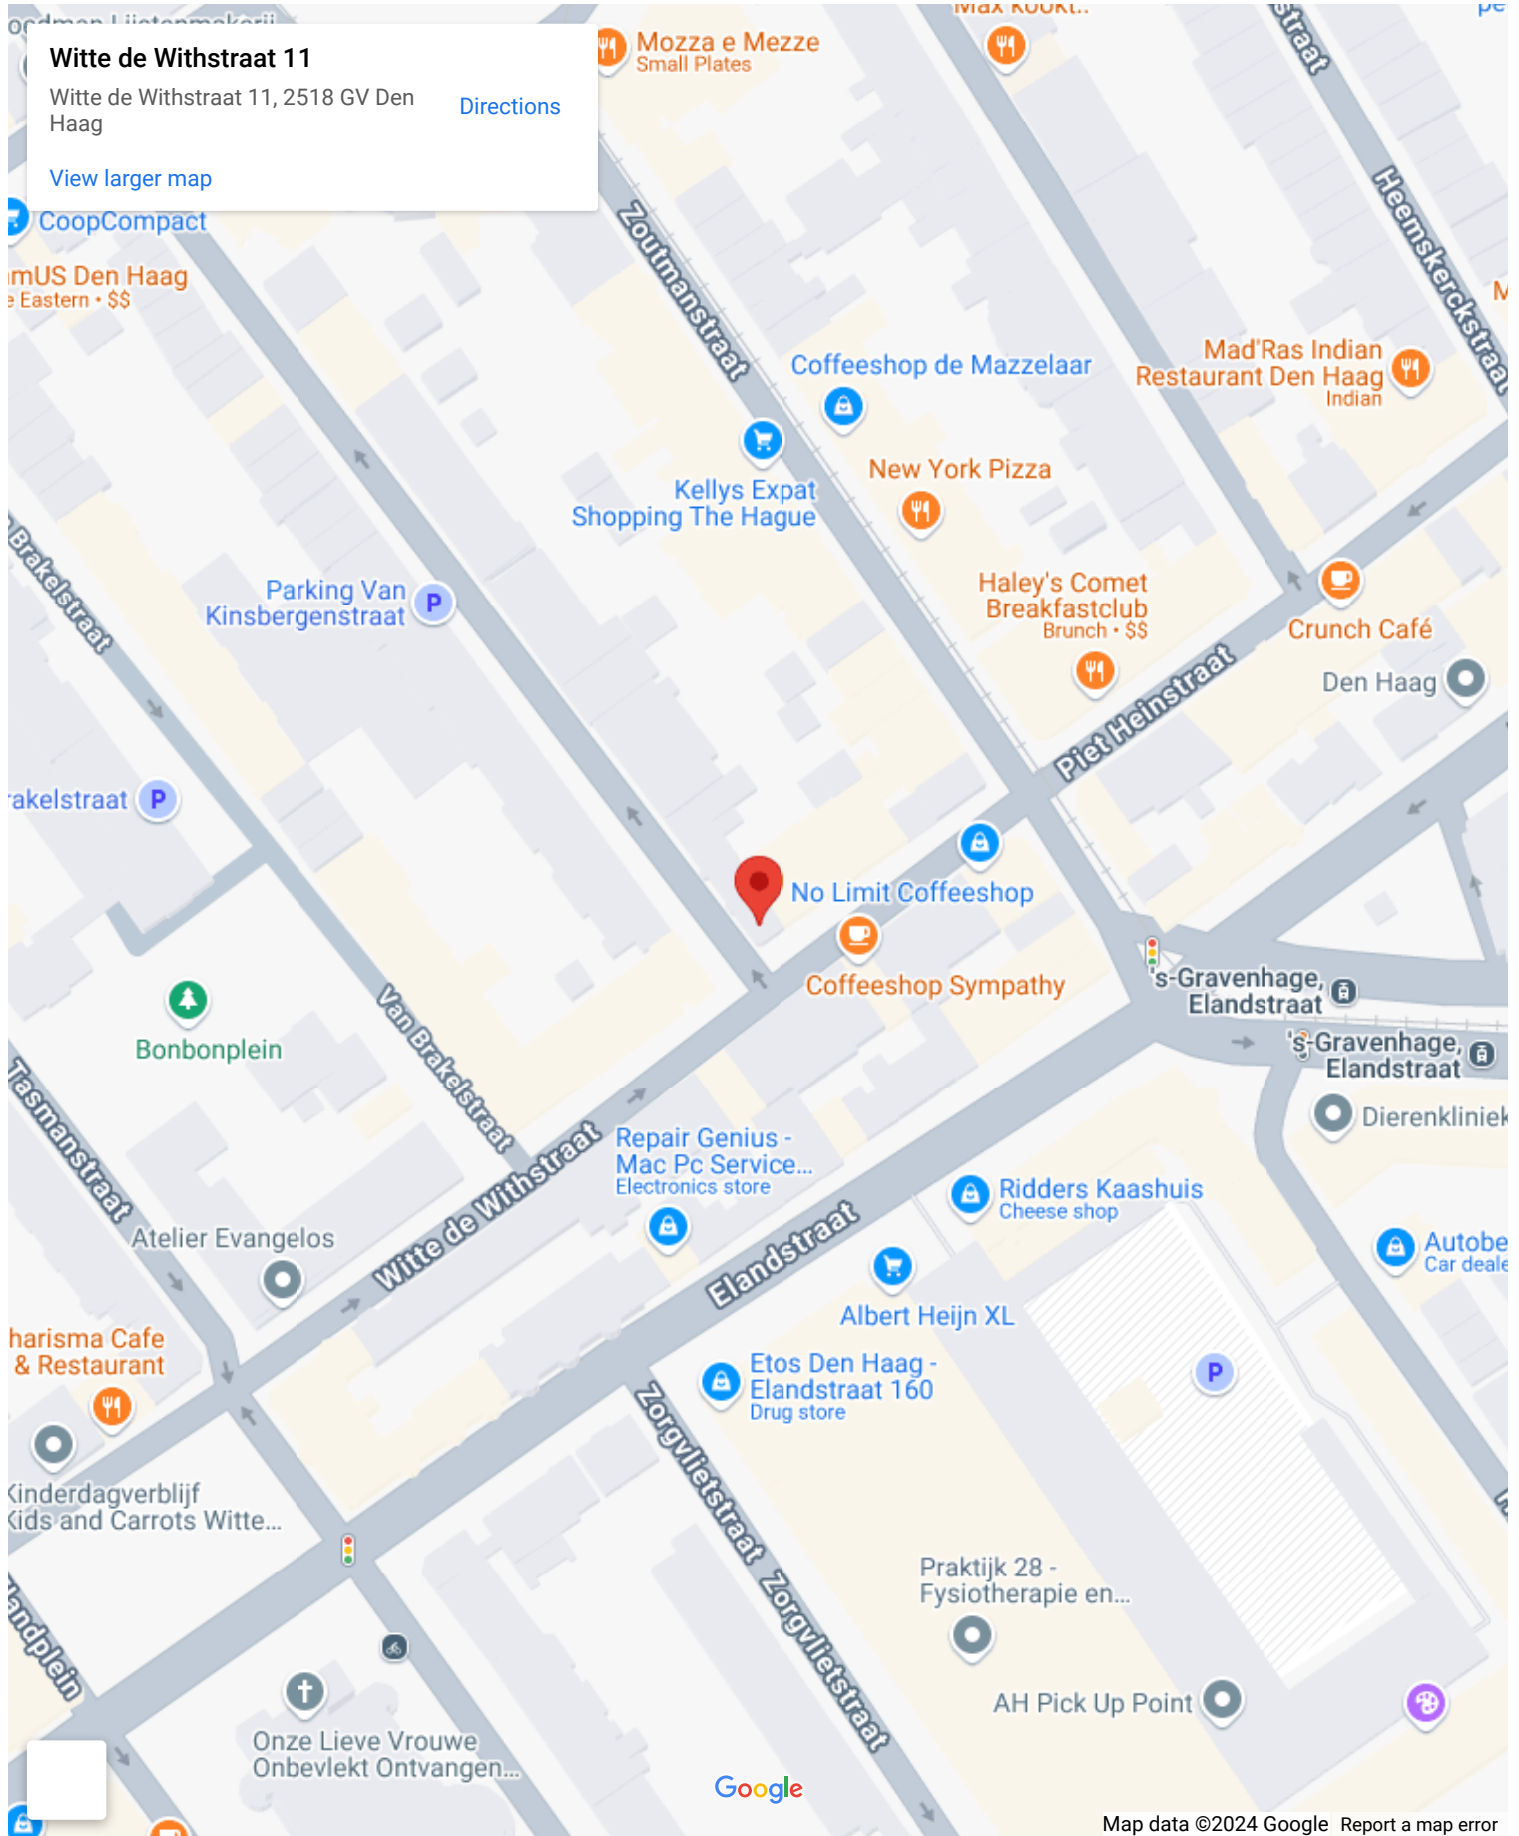 Witte de Withstraat 11
Witte de Withstraat 11, 2518 GV Den
Haag
Directions
View larger map
Mozza e Mezze
Small Plates
CoopCompact
Den Haag
Eastern • $$
Zoutmanstraat
Heemskerckstraat
Coffeeshop de Mazzelaar
Mad'Ras Indian
Restaurant Den Haag
Indian
Kellys Expat
Shopping The Hague
New York Pizza
Brakelstraat
Parking Van
Kinsbergenstraat
Haley's Comet
Breakfastclub
Brunch • $$
Crunch Café
Den Haag
Piet Heinstraat
rakelstraat
P
P
No Limit Coffeeshop
Coffeeshop Sympathy
's-Gravenhage,
Elandstraat
's-Gravenhage,
Elandstraat
Bonbonplein
Van Brakelstraat
Tasmanstraat
Dierenkliniek
Witte de Withstraat
Repair Genius -
Mac Pc Service...
Electronics store
Ridders Kaashuis
Cheese shop
Atelier Evangelos
Elandstraat
Autobe
Car deale
Albert Heijn XL
harisma Cafe
& Restaurant
Etos Den Haag -
Elandstraat 160
Drug store
P
Zorgvlietstraat
Kinderdagverblijf
Kids and Carrots Witte...
Praktijk 28 -
Fysiotherapie en...
Zorgvlietstraat
andplein
AH Pick Up Point
Onze Lieve Vrouwe
Onbevlekt Ontvangen...
Google
Map data ©2024 Google
Report a map error